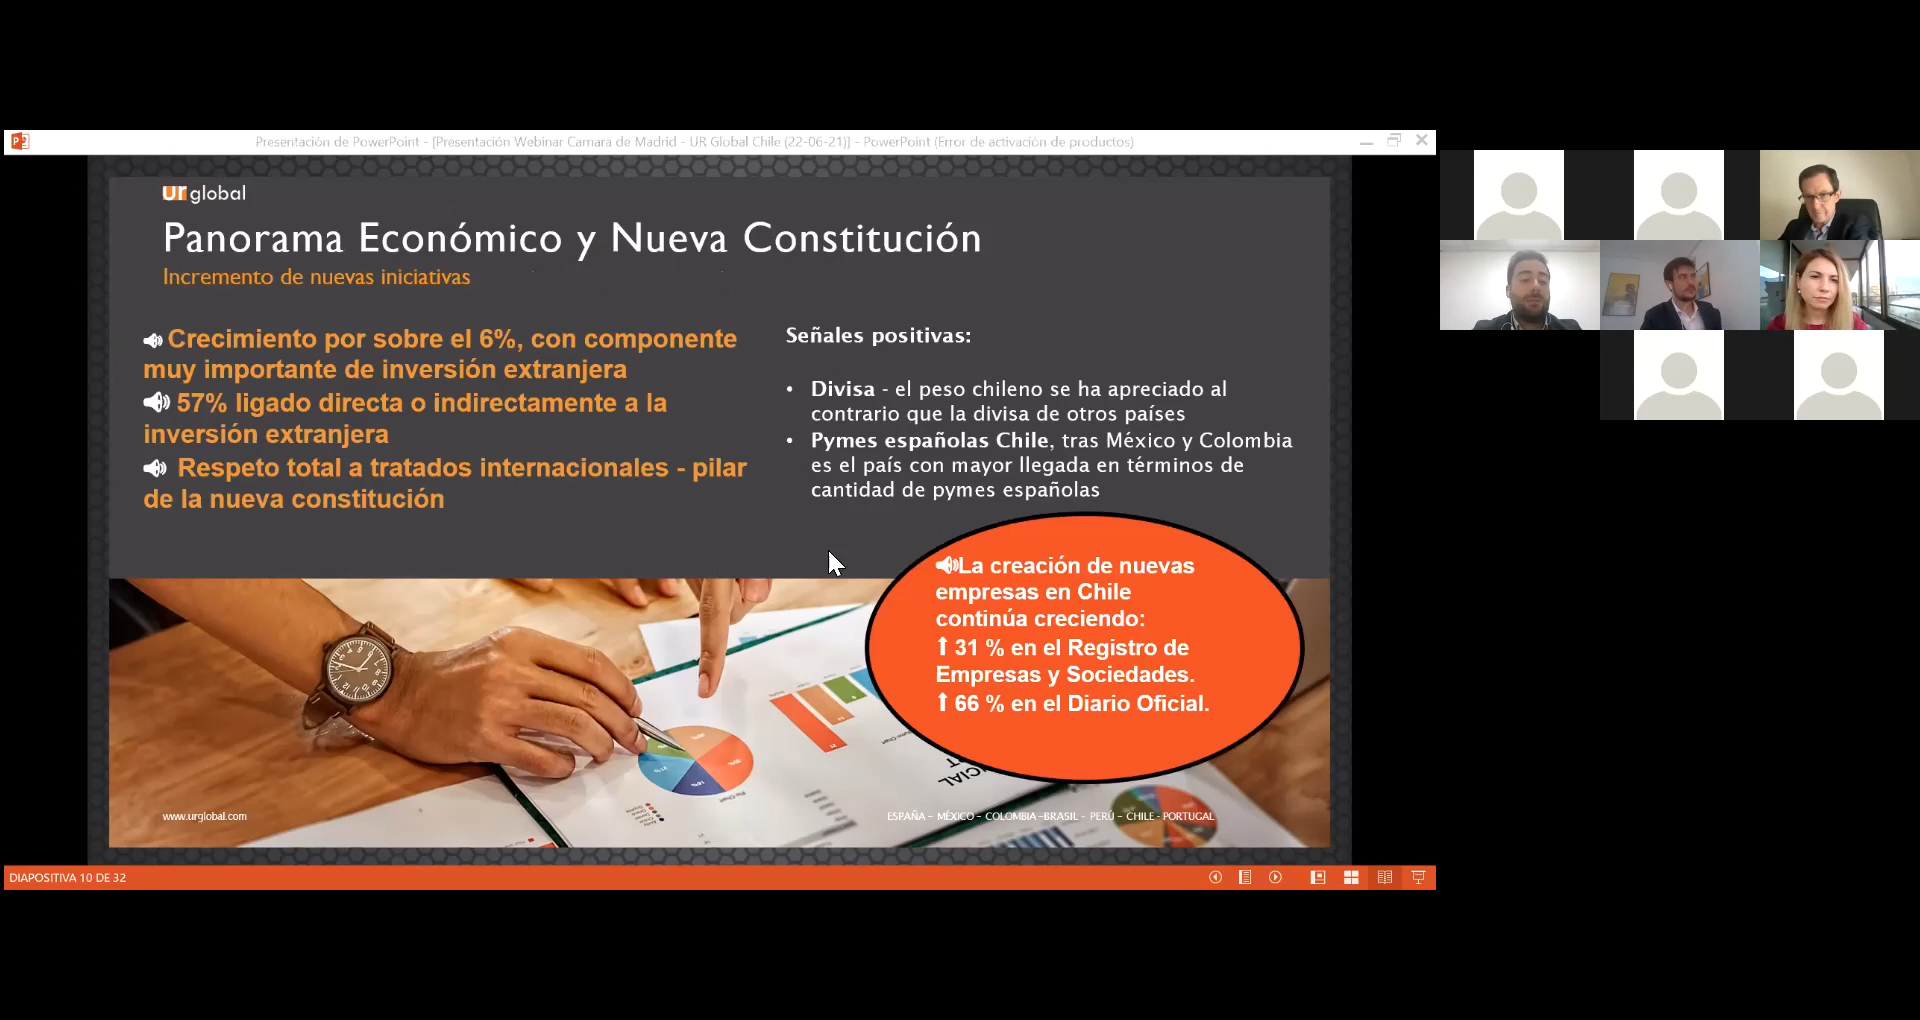 Presentación de PowerPoint - [Presentación Webinar Camara de Madrid - UR Global Chile (22-06-21)] - PowerPoint (Error de activación de productos)
ur global
Panorama Económico y Nueva Constitución
Incremento de nuevas iniciativas
Crecimiento por sobre el 6%, con componente
muy importante de inversión extranjera
57% ligado directa o indirectamente a la
inversión extranjera
Respeto total a tratados internacionales - pilar
de la nueva constitución
Señales positivas:
• Divisa - el peso chileno se ha apreciado al
contrario que la divisa de otros países
• Pymes españolas Chile, tras México y Colombia
es el país con mayor llegada en términos de
cantidad de pymes españolas
La creación de nuevas
empresas en Chile
continúa creciendo:
⬆ 31 % en el Registro de
Empresas y Sociedades.
⬆ 66 % en el Diario Oficial.
www.urglobal.com
ESPAÑA – MÉXICO – COLOMBIA –BRASIL – PERÚ – CHILE - PORTUGAL
DIAPOSITIVA 10 DE 32